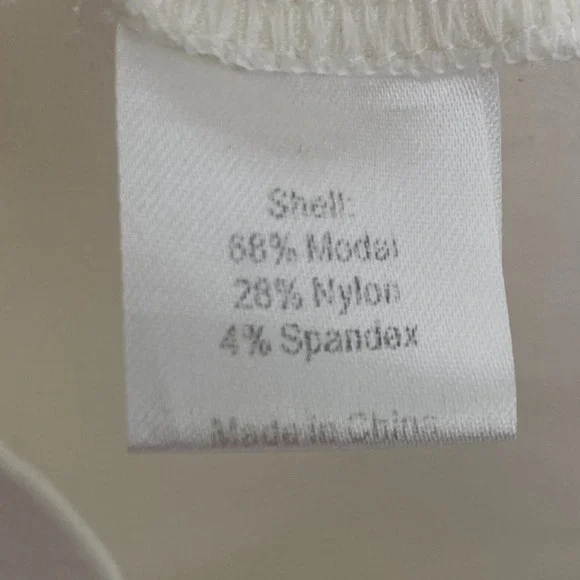 Shell:
68% Modal
28% Nylon
4% Spandex
Made in China